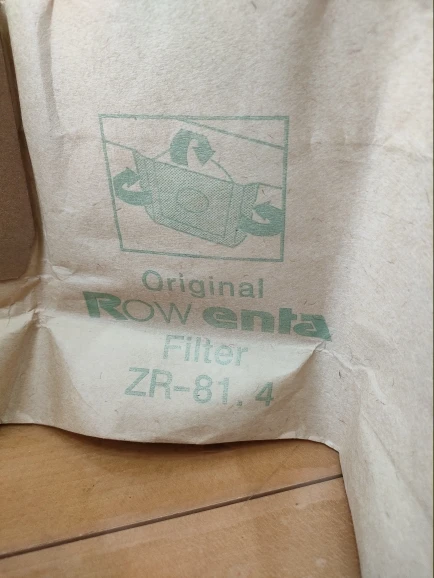 Original
Rowenta
Filter
ZR-81.4